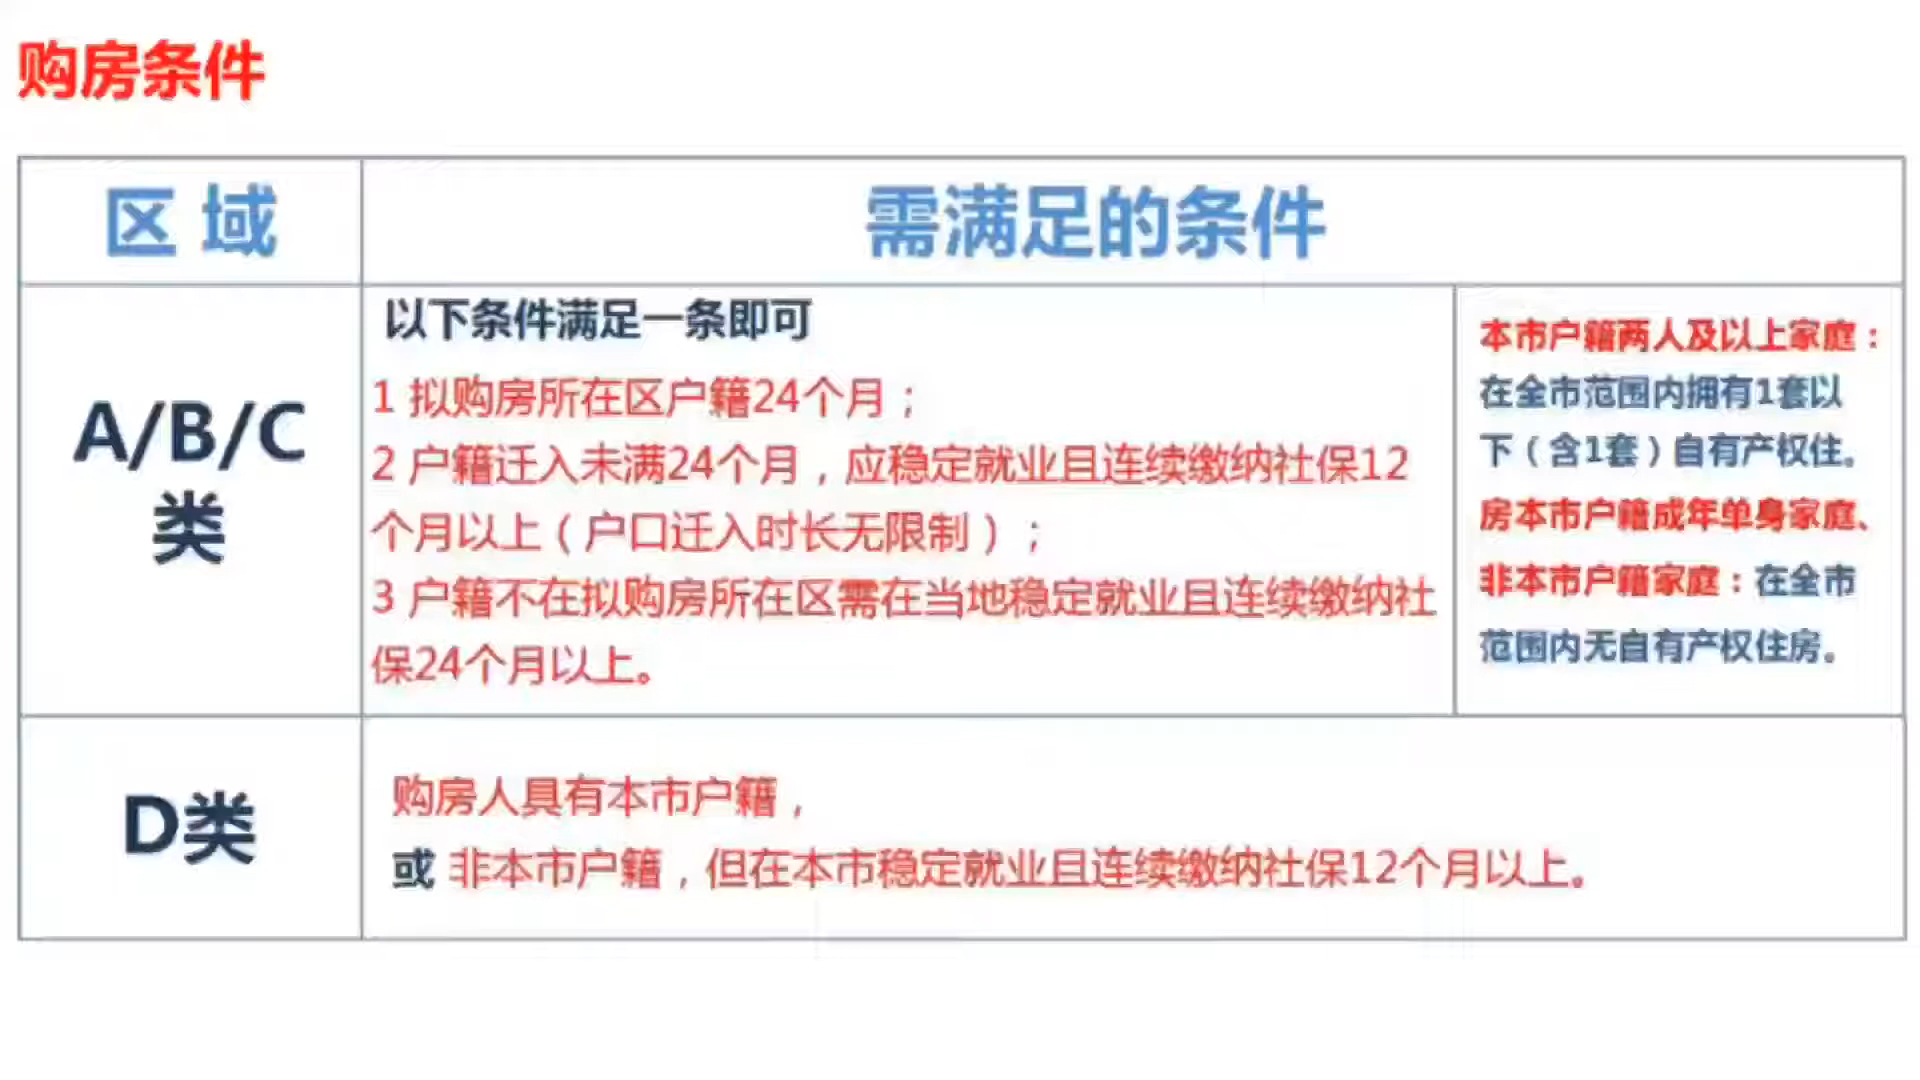 购房条件
区 域
需满足的条件
A/B/C
类
以下条件满足一条即可
1 拟购房所在区户籍24个月；
2 户籍迁入未满24个月，应稳定就业且连续缴纳社保12
个月以上（户口迁入时长无限制）；
3 户籍不在拟购房所在区需在当地稳定就业且连续缴纳社
保24个月以上。
本市户籍两人及以上家庭：
在全市范围内拥有1套以
下（含1套）自有产权住。
房本市户籍成年单身家庭、
非本市户籍家庭：在全市
范围内无自有产权住房。
D类
购房人具有本市户籍，
或 非本市户籍，但在本市稳定就业且连续缴纳社保12个月以上。